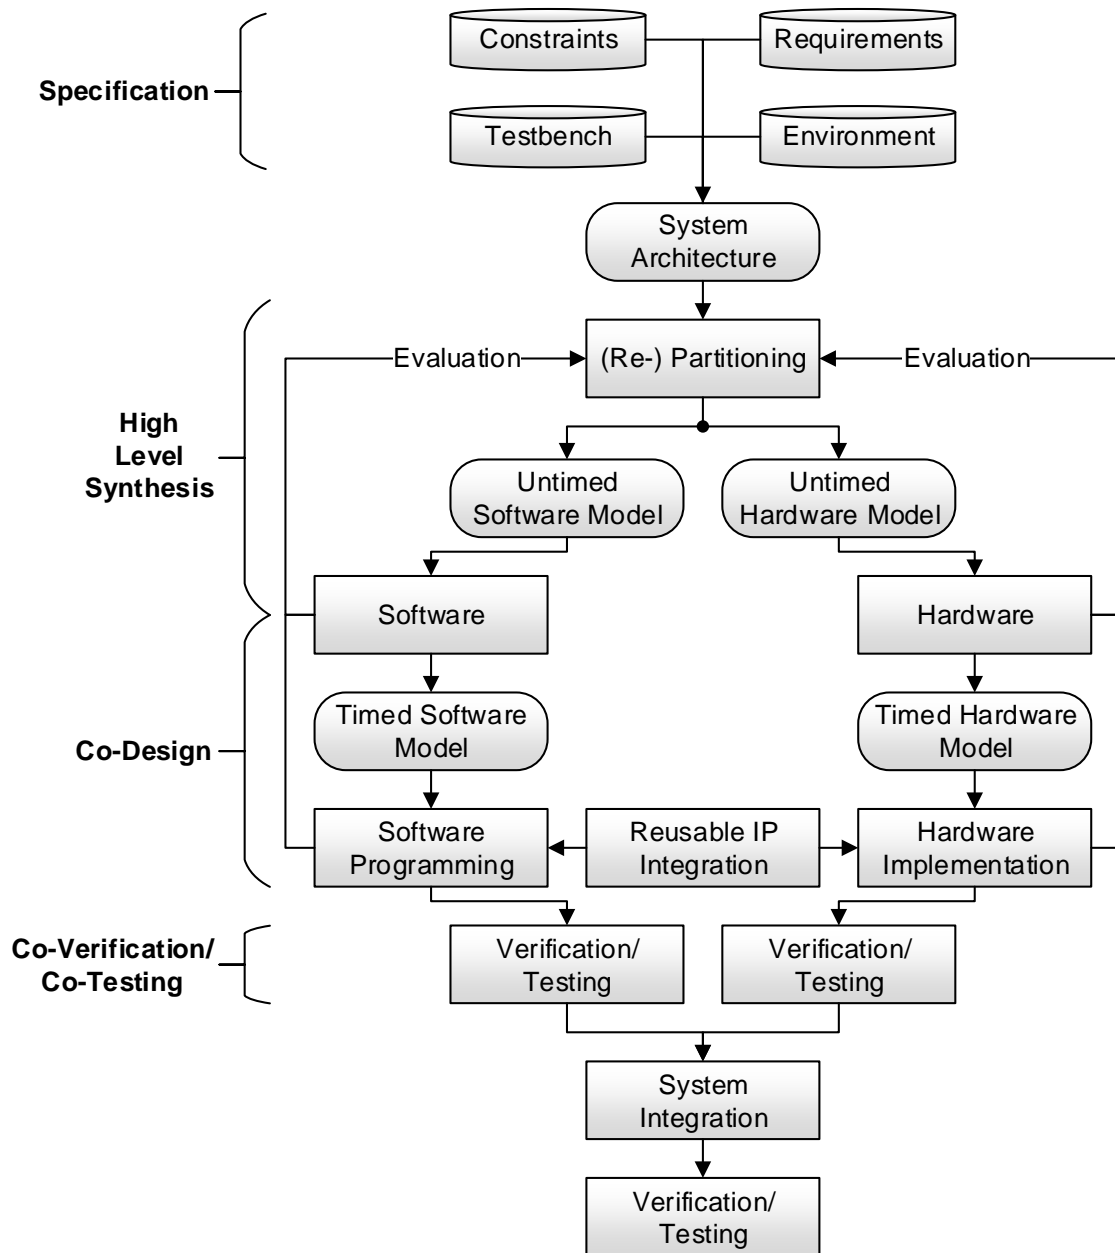 Constraints
Requirements
Specification
Testbench
Environment
System
Architecture
Evaluation
(Re-) Partitioning
Evaluation
High
Level
Synthesis
Untimed
Software Model
Untimed
Hardware Model
Software
Hardware
Co-Design
Timed Software
Model
Timed Hardware
Model
Software
Programming
Reusable IP
Integration
Hardware
Implementation
Co-Verification/
Co-Testing
Verification/
Testing
Verification/
Testing
System
Integration
Verification/
Testing